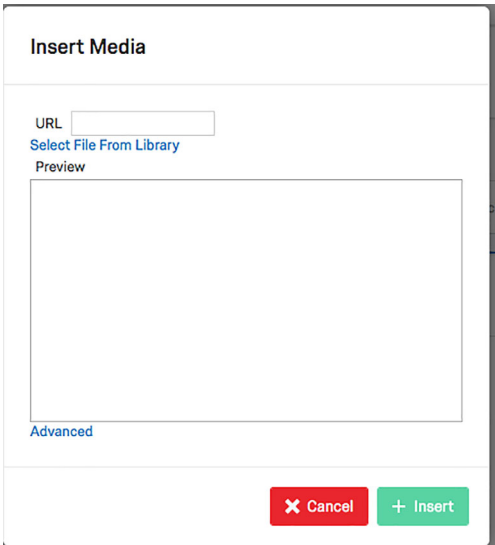 Insert Media
URL
Select File From Library
Preview
Advanced
Cancel
Insert